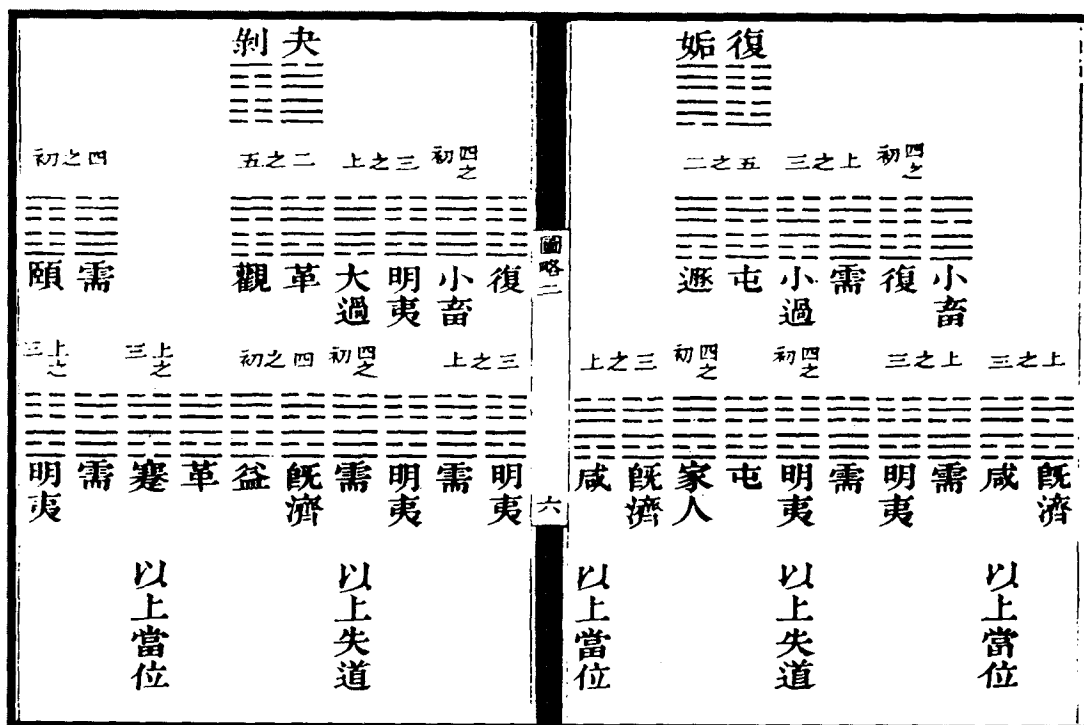 復 姤
四之初 上之三 五之二
小畜 復 需 小過 屯 遯
上之三 上之三 四之初 四之初 三之上
旣濟 咸 需 明夷 需 明夷 屯 家人 旣濟 咸
以上當位 以上失道 以上當位
圖略二
六
夬 剝
四之初 三之上 二之五 四之初
復 小畜 明夷 大過 革 觀 需 頤
三之上 四之初 四之初 上之三 上之三
明夷 需 明夷 需 旣濟 益 革 蹇 需 明夷
以上失道 以上當位